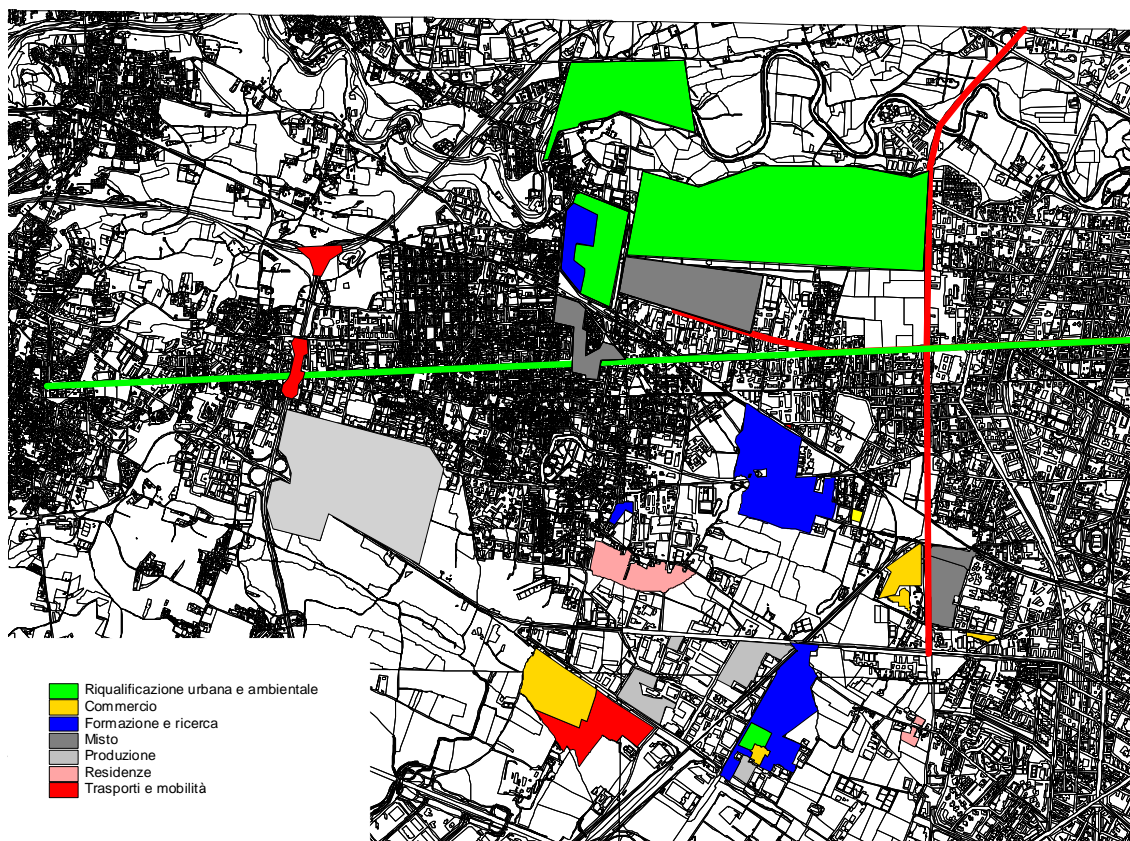 Riqualificazione urbana e ambientale
Commercio
Formazione e ricerca
Misto
Produzione
Residenze
Trasporti e mobilità